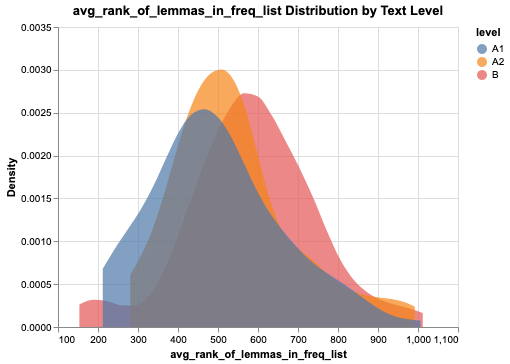 avg_rank_of_lemmas_in_freq_list Distribution by Text Level
level
A1
A2
B
Density
0.0035
0.0030
0.0025
0.0020
0.0015
0.0010
0.0005
0.0000
100 200 300 400 500 600 700 800 900 1,000 1,100
avg_rank_of_lemmas_in_freq_list